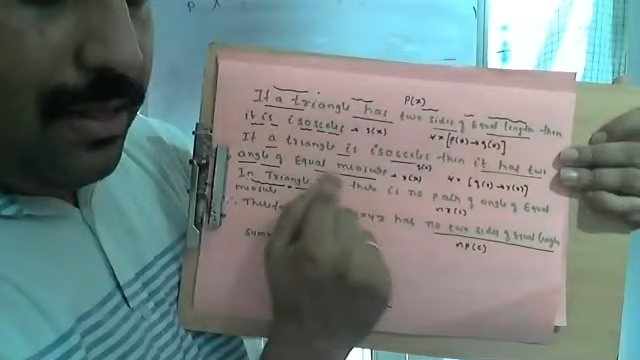 If a triangle has two sides of Equal length then
P(x)
it is isosceles → q(x)
∀x [P(x)→q(x)]
If a triangle is isosceles then it has two
q(x)
angle of Equal measure → r(x)
∀x [q(x)→r(x)]
In Triangle there is no pair of angle of Equal
measure
nr(c)
∴ has no two sides of Equal length
np(c)